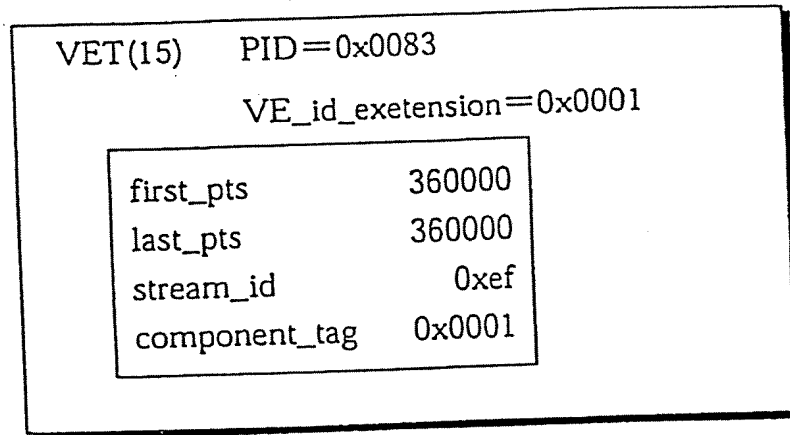 VET(15) PID=0x0083
VE_id_exetension=0x0001
first_pts 360000
last_pts 360000
stream_id 0xef
component_tag 0x0001